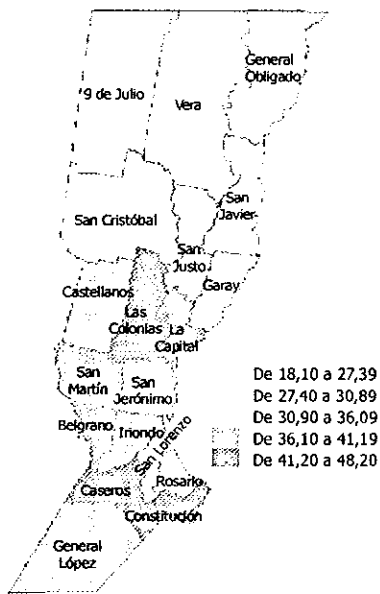 General
Obligado
9 de Julio
Vera
San
Javier
San Cristóbal
San
Justo
Garay
Castellanos
Las
Colonias
La
Capital
San
Martín
San
Jerónimo
Belgrano
Iriondo
San Lorenzo
Caseros
Rosario
Constitución
General
López
De 18,10 a 27,39
De 27,40 a 30,89
De 30,90 a 36,09
De 36,10 a 41,19
De 41,20 a 48,20